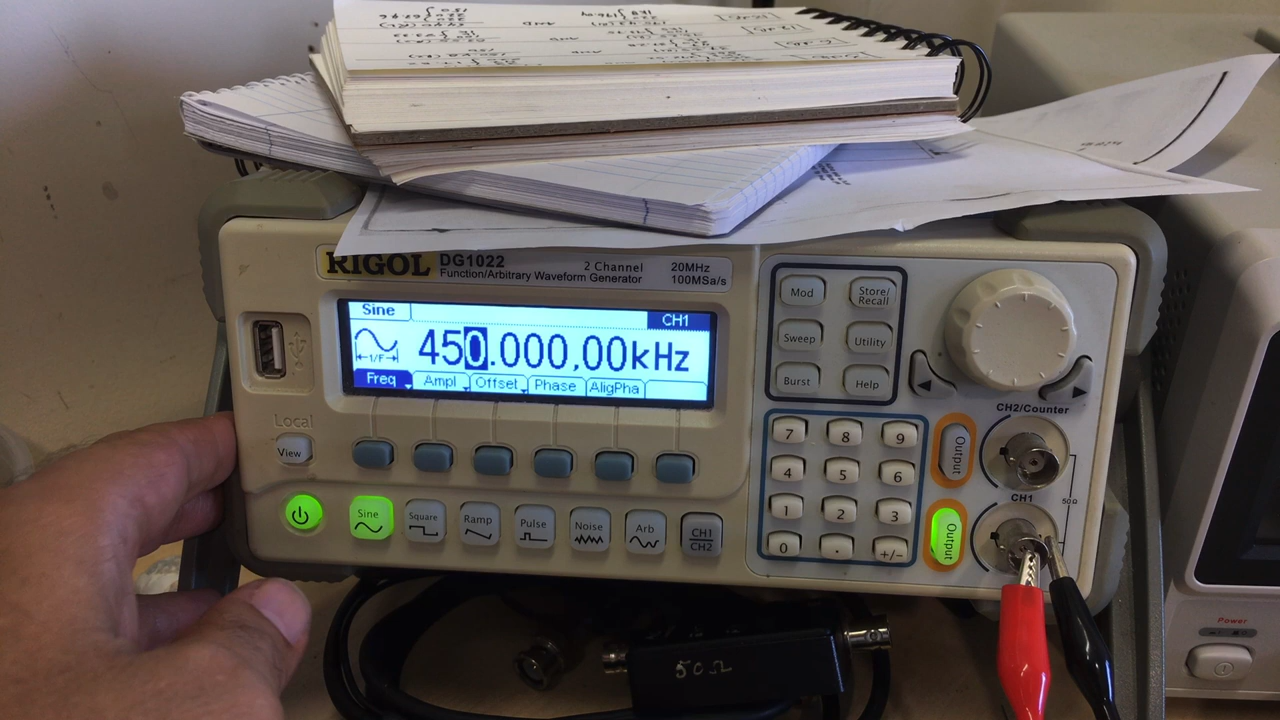 RIGOL DG1022
Function/Arbitrary Waveform Generator
2 Channel
20MHz
100MSa/s
Sine
CH1
1/F
450.000,00kHz
Freq Ampl Offset Phase AligPha
Local
View
Sine Square Ramp Pulse Noise Arb CH1
CH2
Mod Store/
Recall
Sweep Utility
Burst Help
7 8 9
4 5 6
1 2 3
0 . +/-
CH2/Counter
Output
CH1
Output
50Ω
50Ω
Power